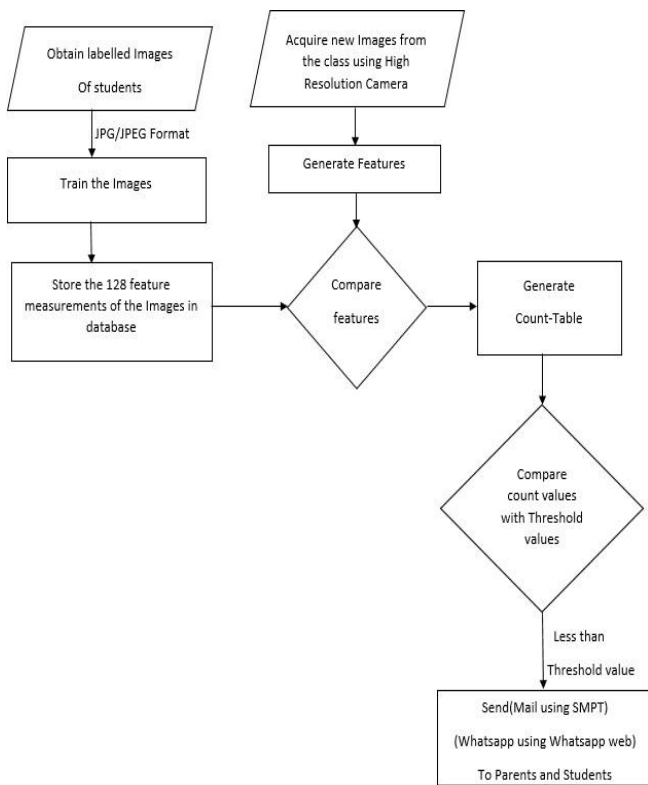 Obtain labelled Images
Of students
JPG/JPEG Format
Train the Images
Store the 128 feature
measurements of the Images in
database
Acquire new Images from
the class using High
Resolution Camera
Generate Features
Compare
features
Generate
Count-Table
Compare
count values
with Threshold
values
Less than
Threshold value
Send(Mail using SMPT)
(Whatsapp using Whatsapp web)
To Parents and Students